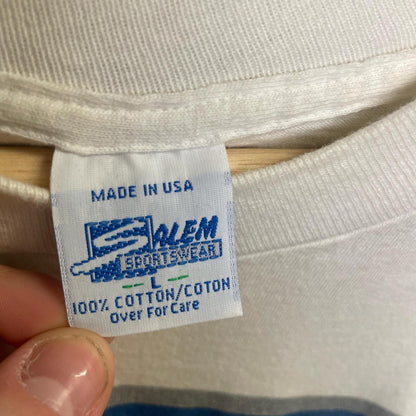 MADE IN USA
SALEM
SPORTSWEAR
-- L --
100% COTTON/COTON
Over For Care